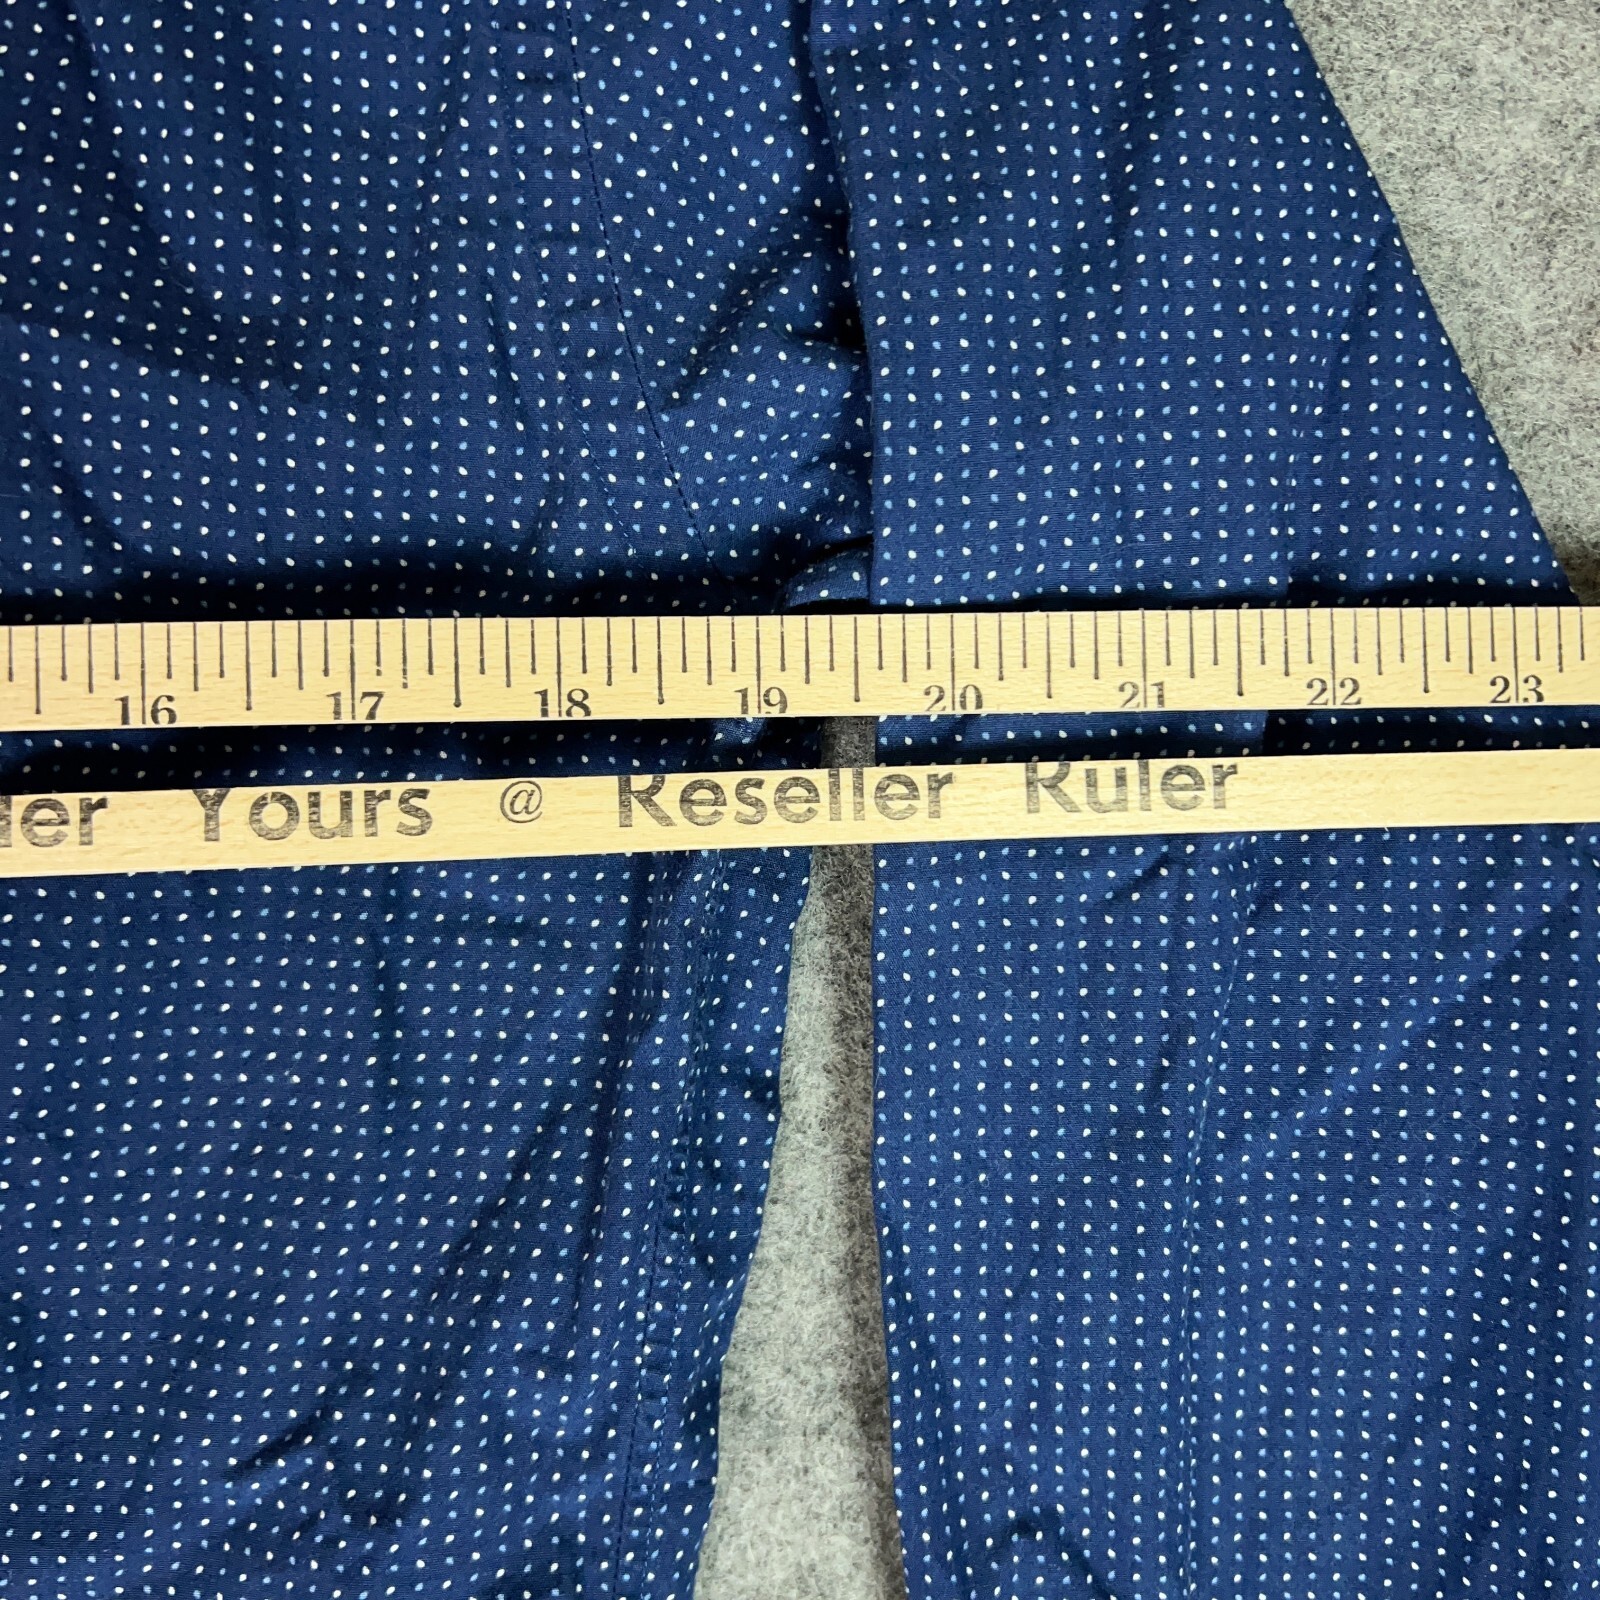 16 17 18 19 20 21 22 23
Yours @ Reseller Ruler